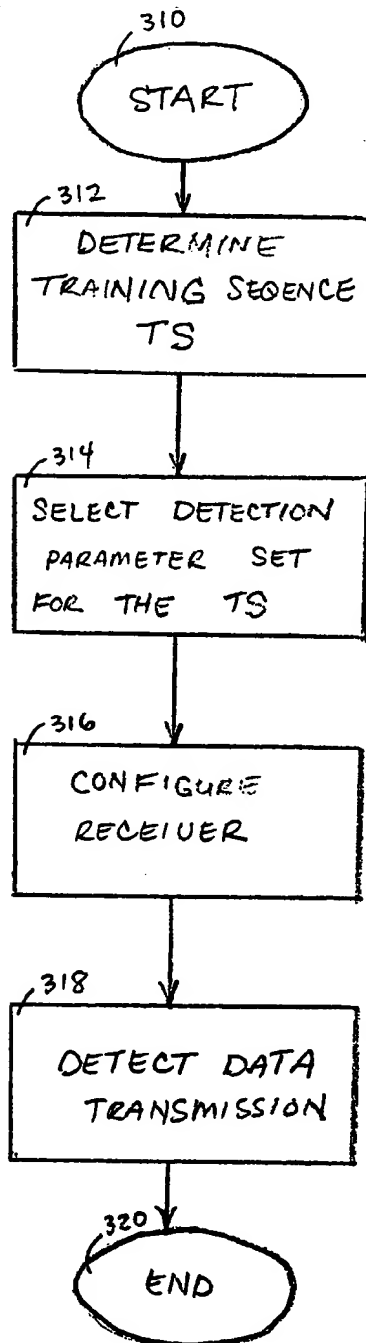 310
START
312
DETERMINE
TRAINING SEQENCE
TS
314
SELECT DETECTION
PARAMETER SET
FOR THE TS
316
CONFIGURE
RECEIVER
318
DETECT DATA
TRANSMISSION
320
END